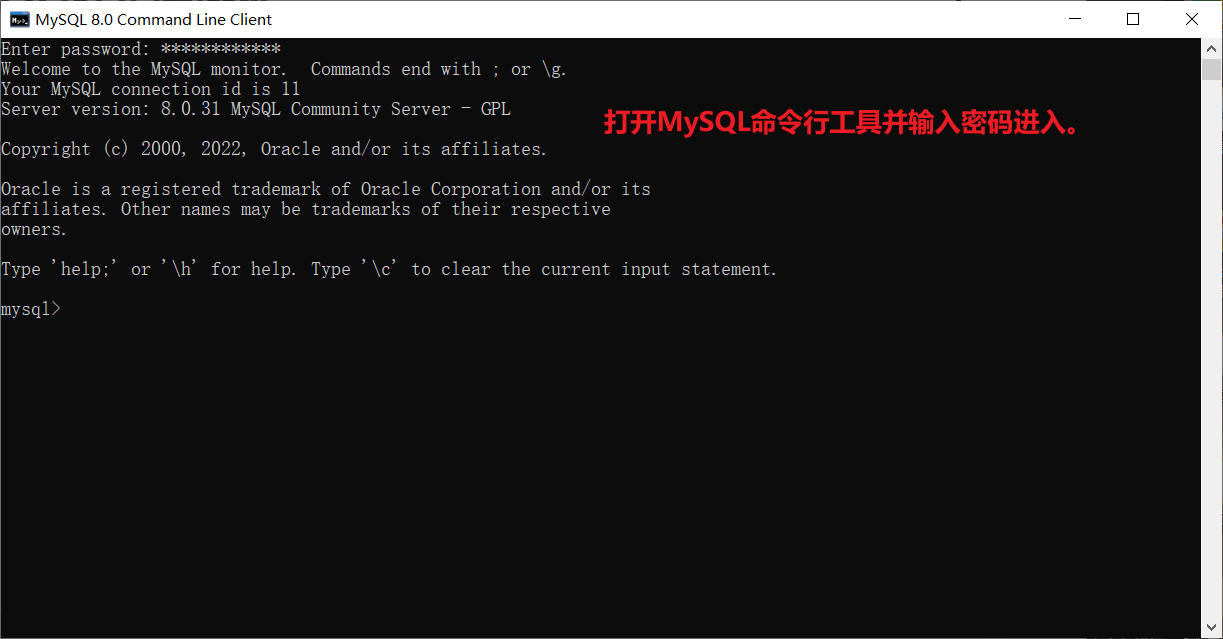 MySQL 8.0 Command Line Client
Enter password: ************
Welcome to the MySQL monitor.  Commands end with ; or \g.
Your MySQL connection id is 11
Server version: 8.0.31 MySQL Community Server - GPL
打开MySQL命令行工具并输入密码进入。
Copyright (c) 2000, 2022, Oracle and/or its affiliates.
Oracle is a registered trademark of Oracle Corporation and/or its
affiliates. Other names may be trademarks of their respective
owners.
Type 'help;' or '\h' for help. Type '\c' to clear the current input statement.
mysql>